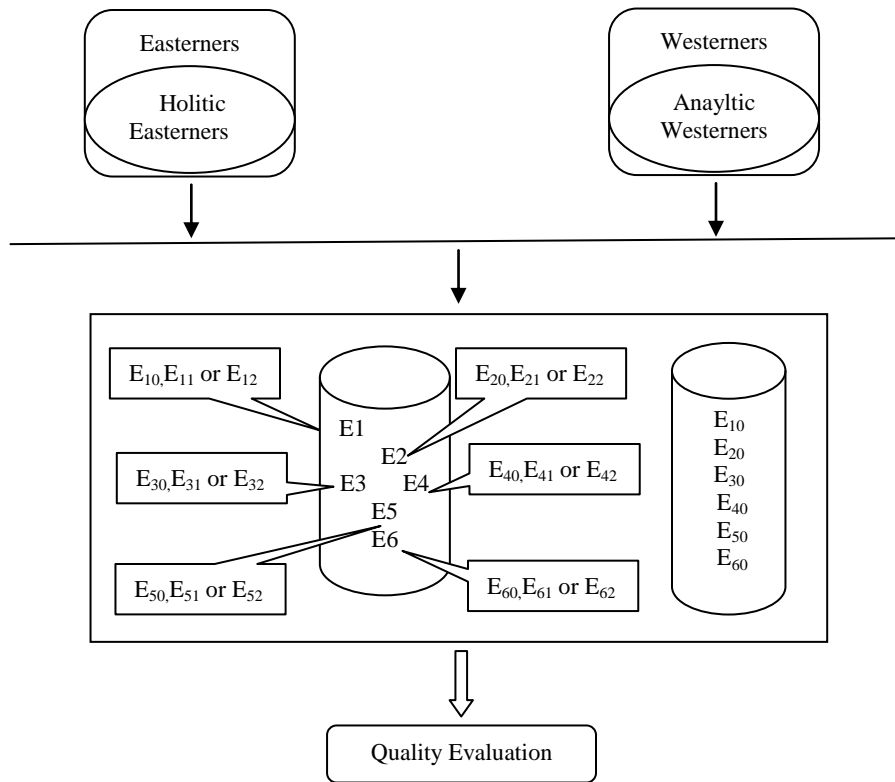 Easterners
Holitic
Easterners
Westerners
Anayltic
Westerners
E₁₀,E₁₁ or E₁₂
E₂₀,E₂₁ or E₂₂
E1
E2
E₃₀,E₃₁ or E₃₂
E3
E4
E₄₀,E₄₁ or E₄₂
E5
E6
E₅₀,E₅₁ or E₅₂
E₆₀,E₆₁ or E₆₂
E₁₀
E₂₀
E₃₀
E₄₀
E₅₀
E₆₀
Quality Evaluation